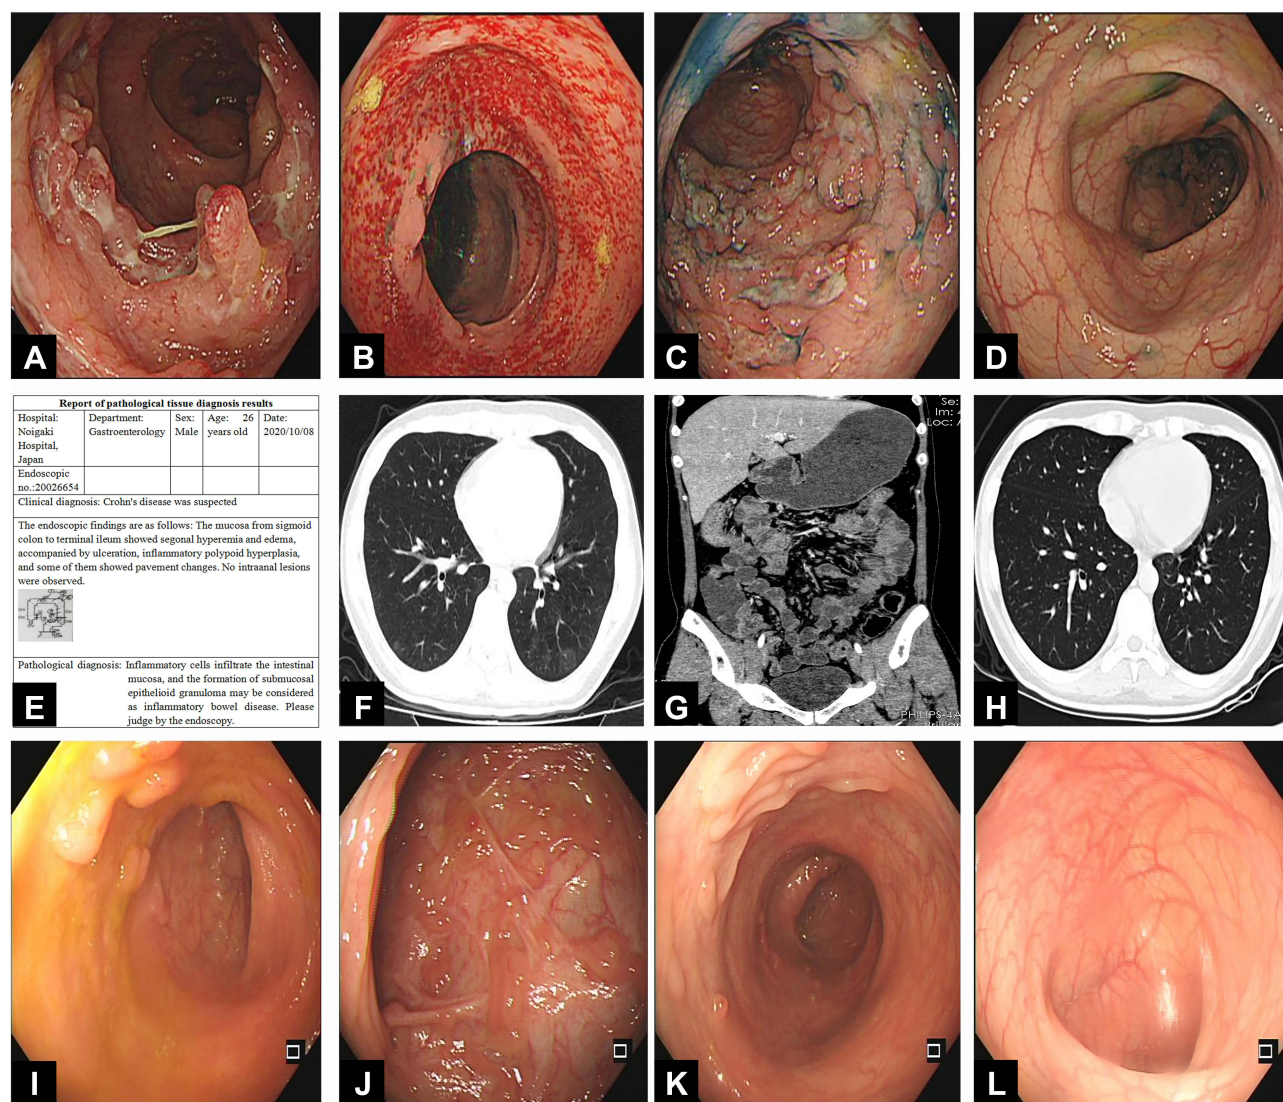 A
B
C
D
Report of pathological tissue diagnosis results
Hospital: Noigaki Hospital, Japan
Department: Gastroenterology
Sex: Male
Age: 26 years old
Date: 2020/10/08
Endoscopic no.:20026654
Clinical diagnosis: Crohn's disease was suspected
The endoscopic findings are as follows: The mucosa from sigmoid
colon to terminal ileum showed segonal hyperemia and edema,
accompanied by ulceration, inflammatory polypoid hyperplasia,
and some of them showed pavement changes. No intraanal lesions
were observed.
Pathological diagnosis: Inflammatory cells infiltrate the intestinal
mucosa, and the formation of submucosal
epithelioid granuloma may be considered
as inflammatory bowel disease. Please
judge by the endoscopy.
E
F
Se:
Im:
Loc:
PHILIPS-4A
G
H
I
J
K
L